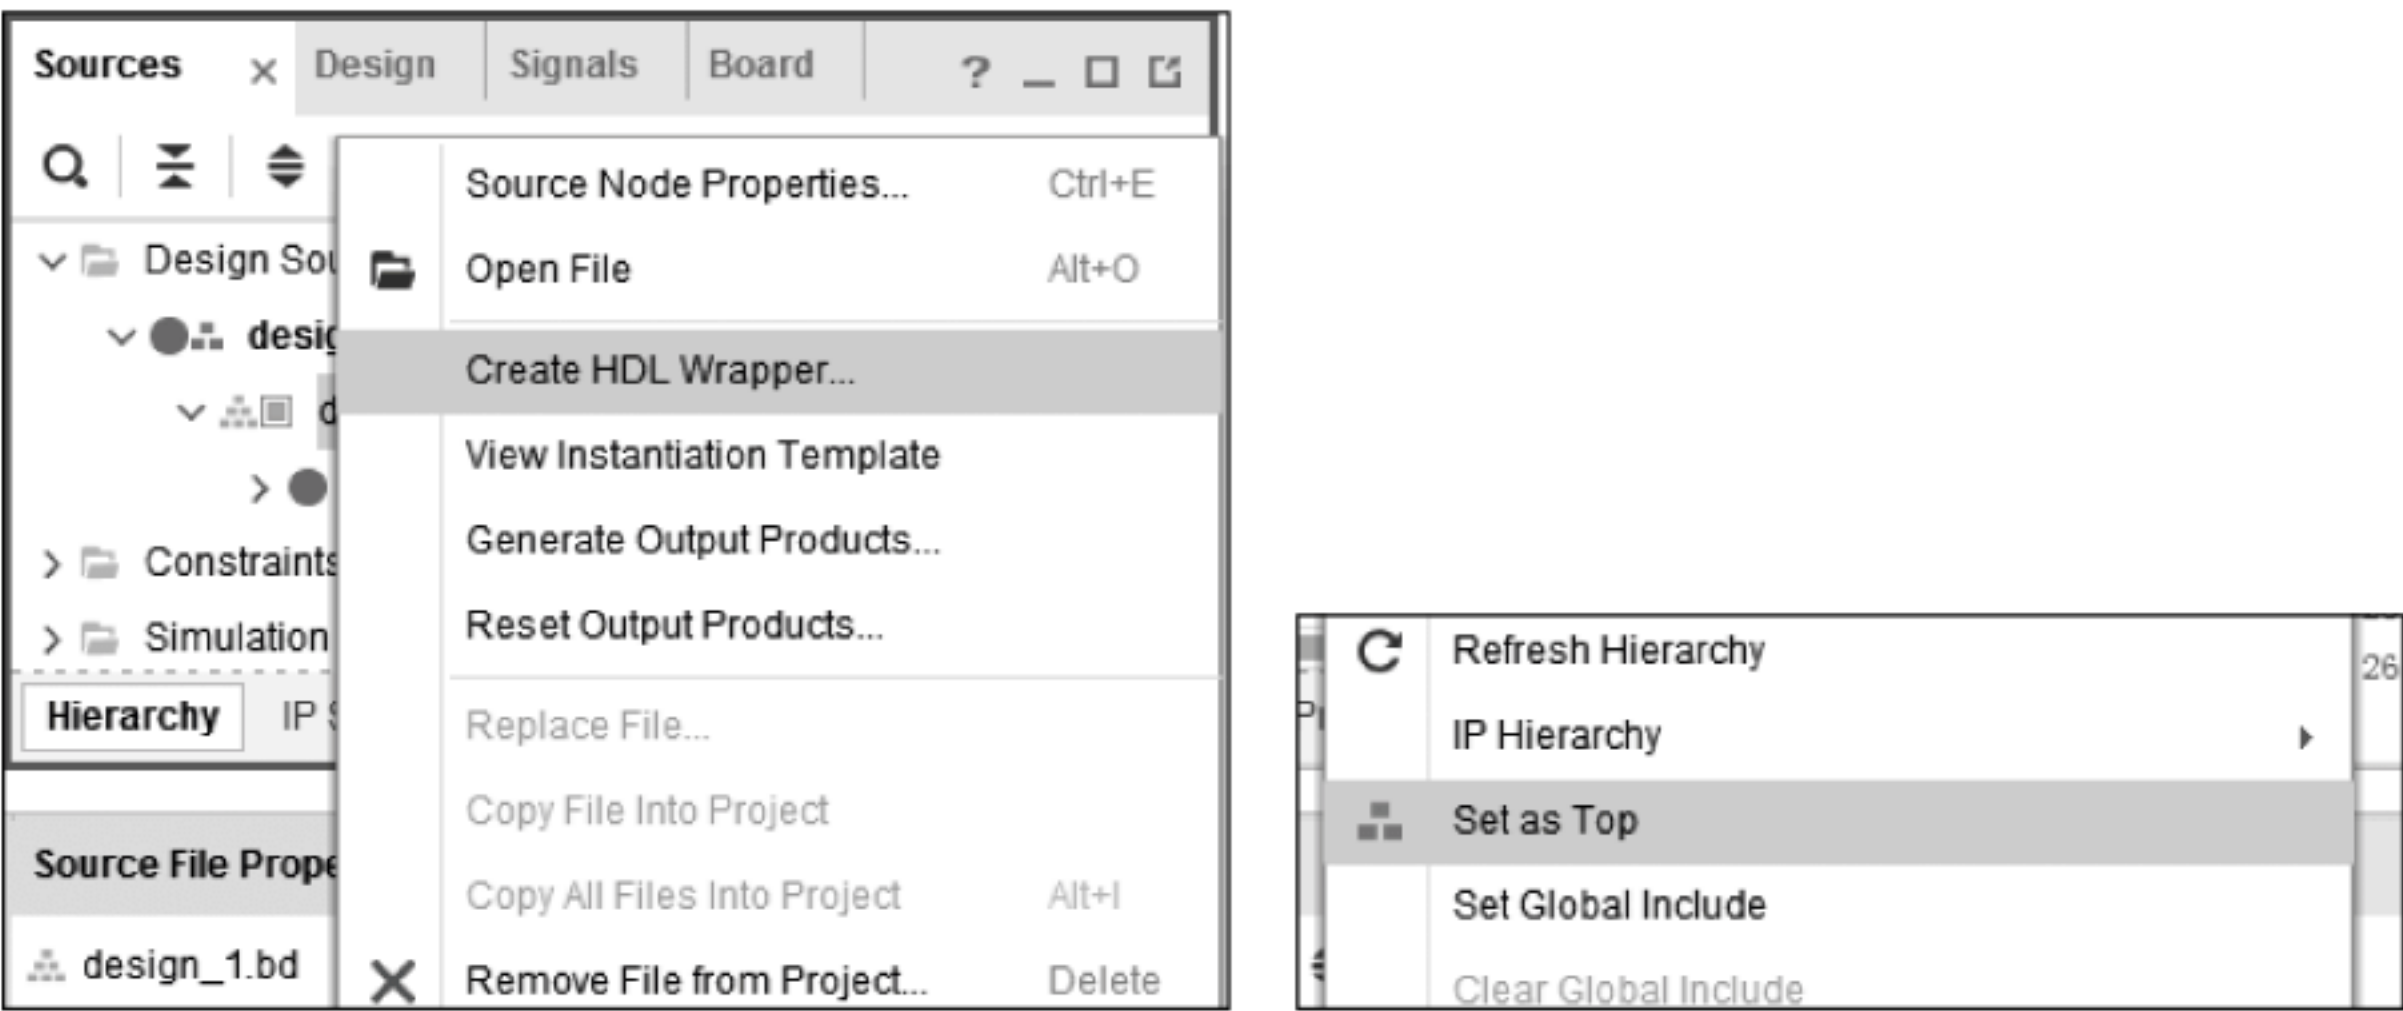 Sources Design Signals Board ?
Source Node Properties... Ctrl+E
Design
Open File Alt+O
Create HDL Wrapper...
View Instantiation Template
Generate Output Products...
Constraints
Reset Output Products...
Simulation
Hierarchy IP
Replace File...
Copy File Into Project
Source File
Copy All Files Into Project Alt+I
design_1.bd
Remove File from Project... Delete
Refresh Hierarchy
26
IP Hierarchy
Set as Top
Set Global Include
Clear Global Include